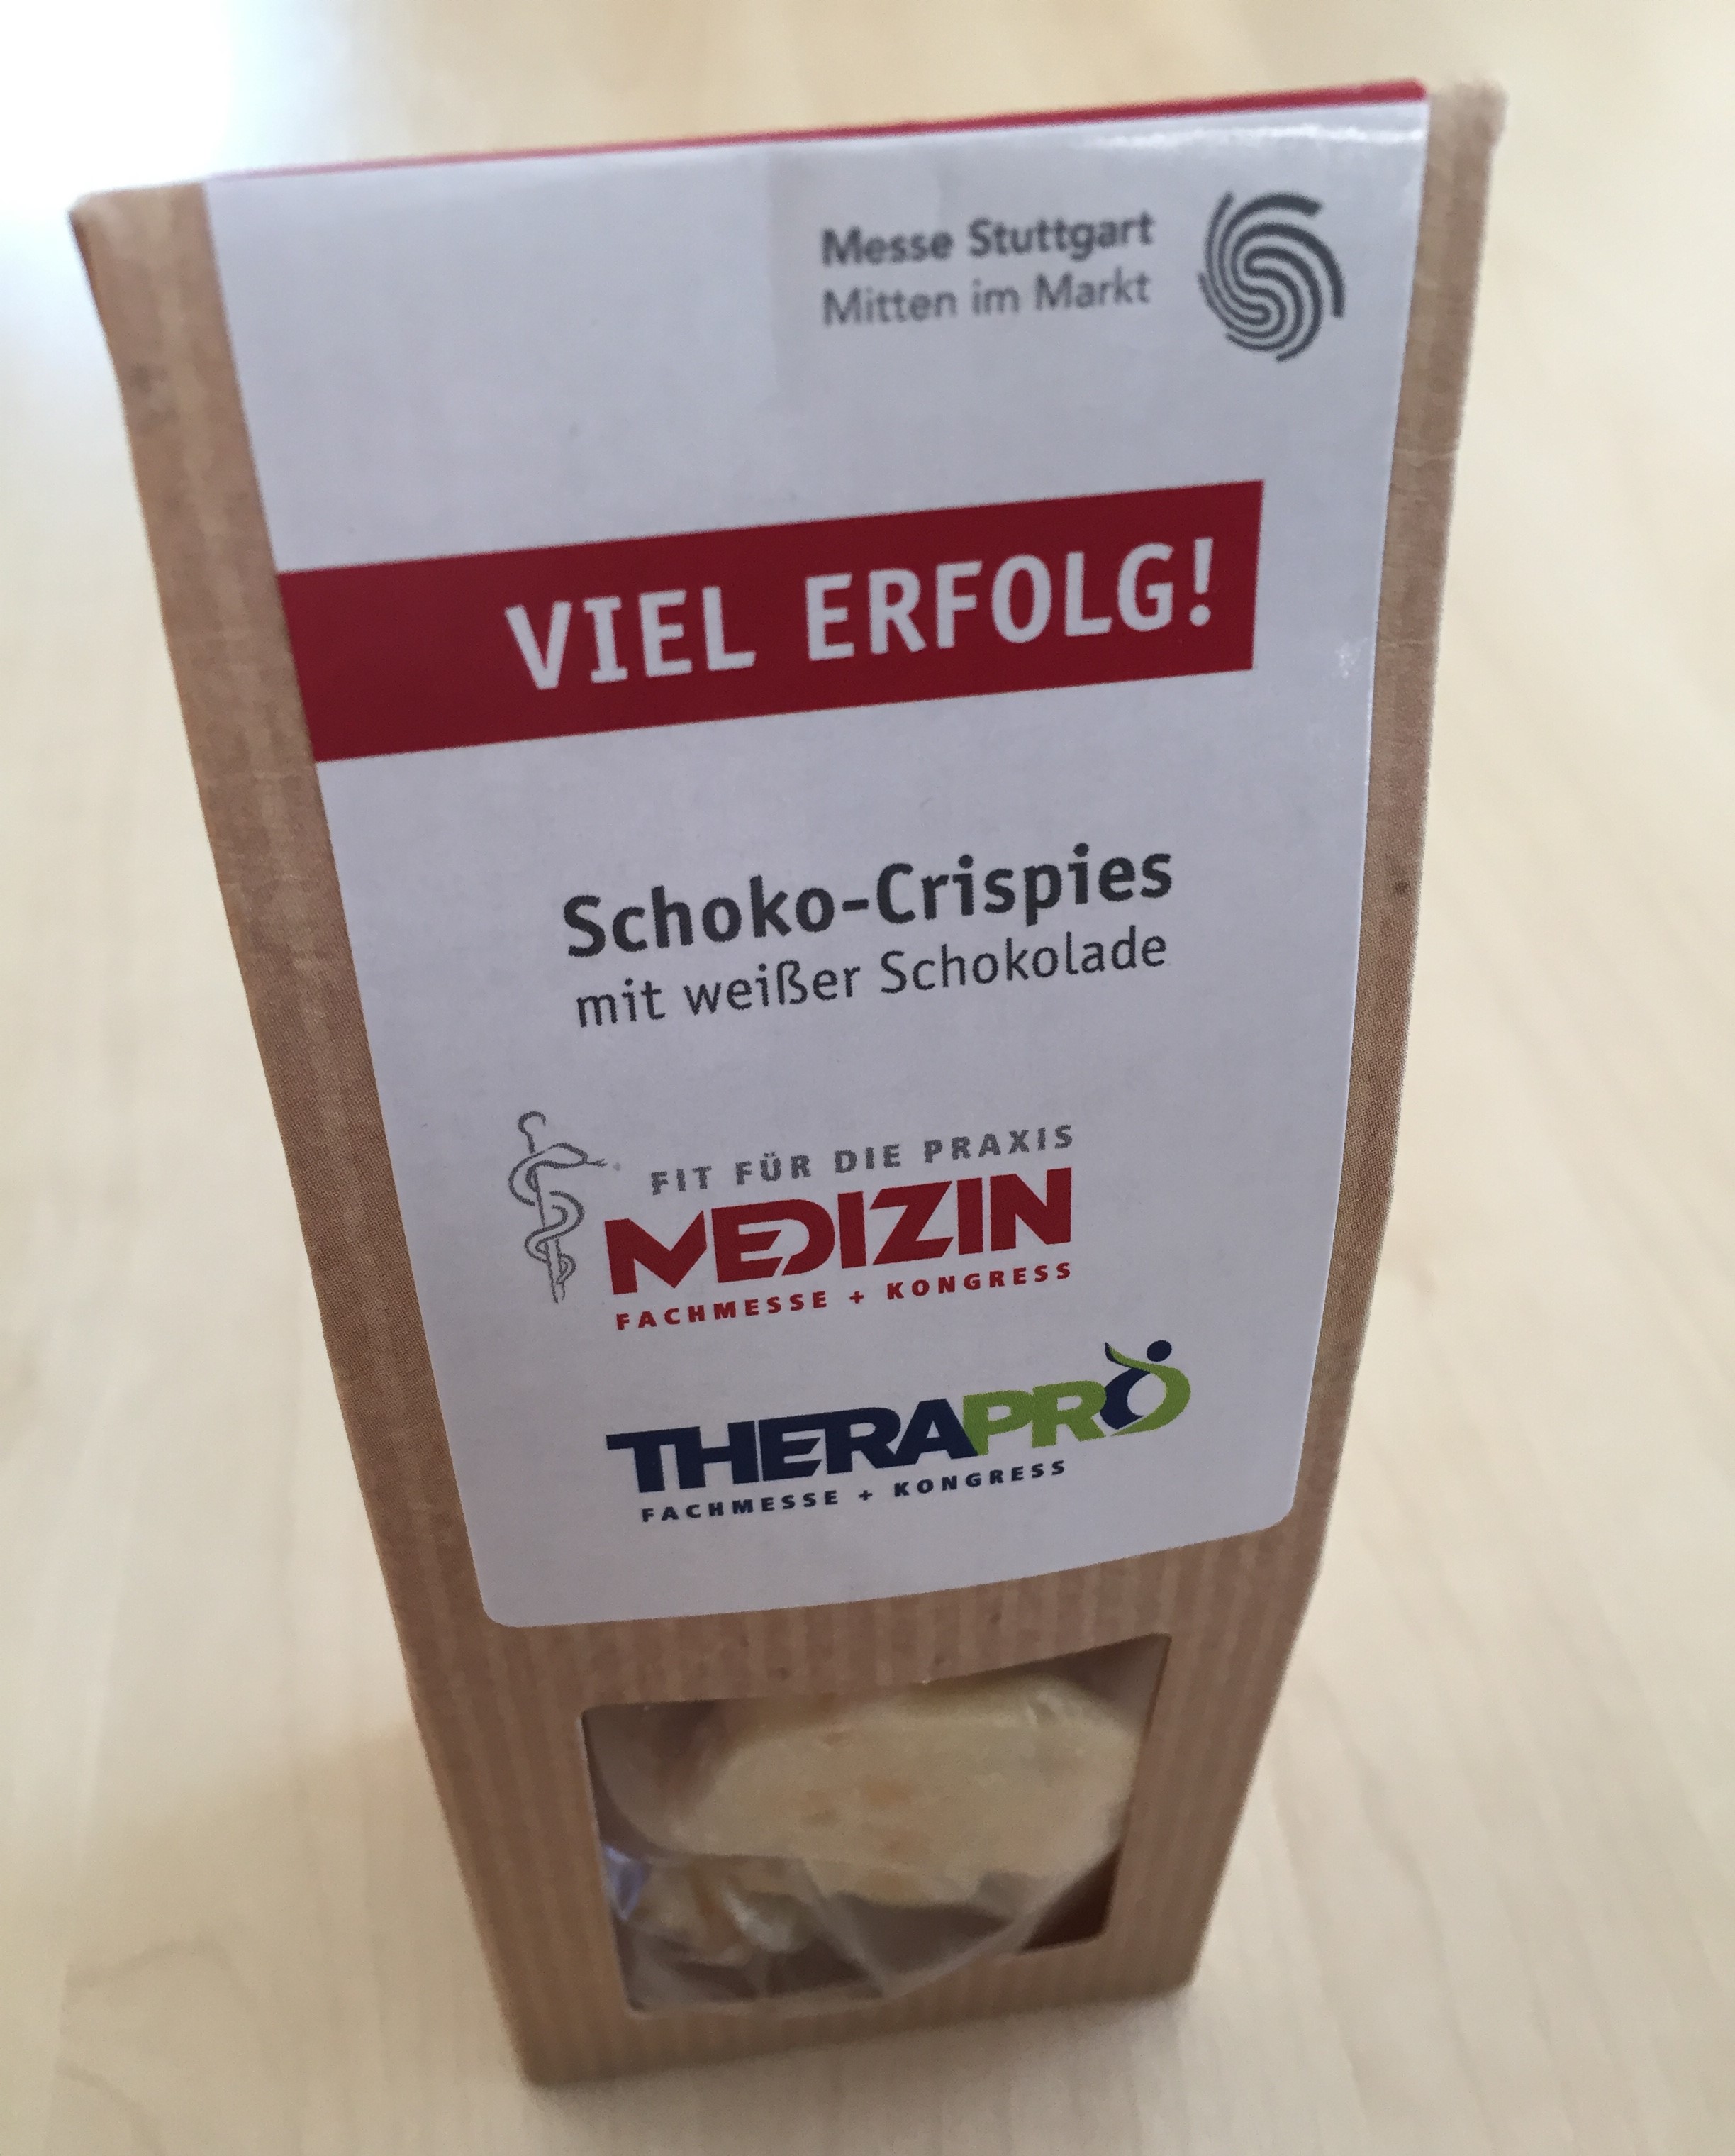 Messe Stuttgart
Mitten im Markt
VIEL ERFOLG!
Schoko-Crispies
mit weißer Schokolade
FIT FÜR DIE PRAXIS
MEDIZIN
FACHMESSE + KONGRESS
THERAPRO
FACHMESSE + KONGRESS